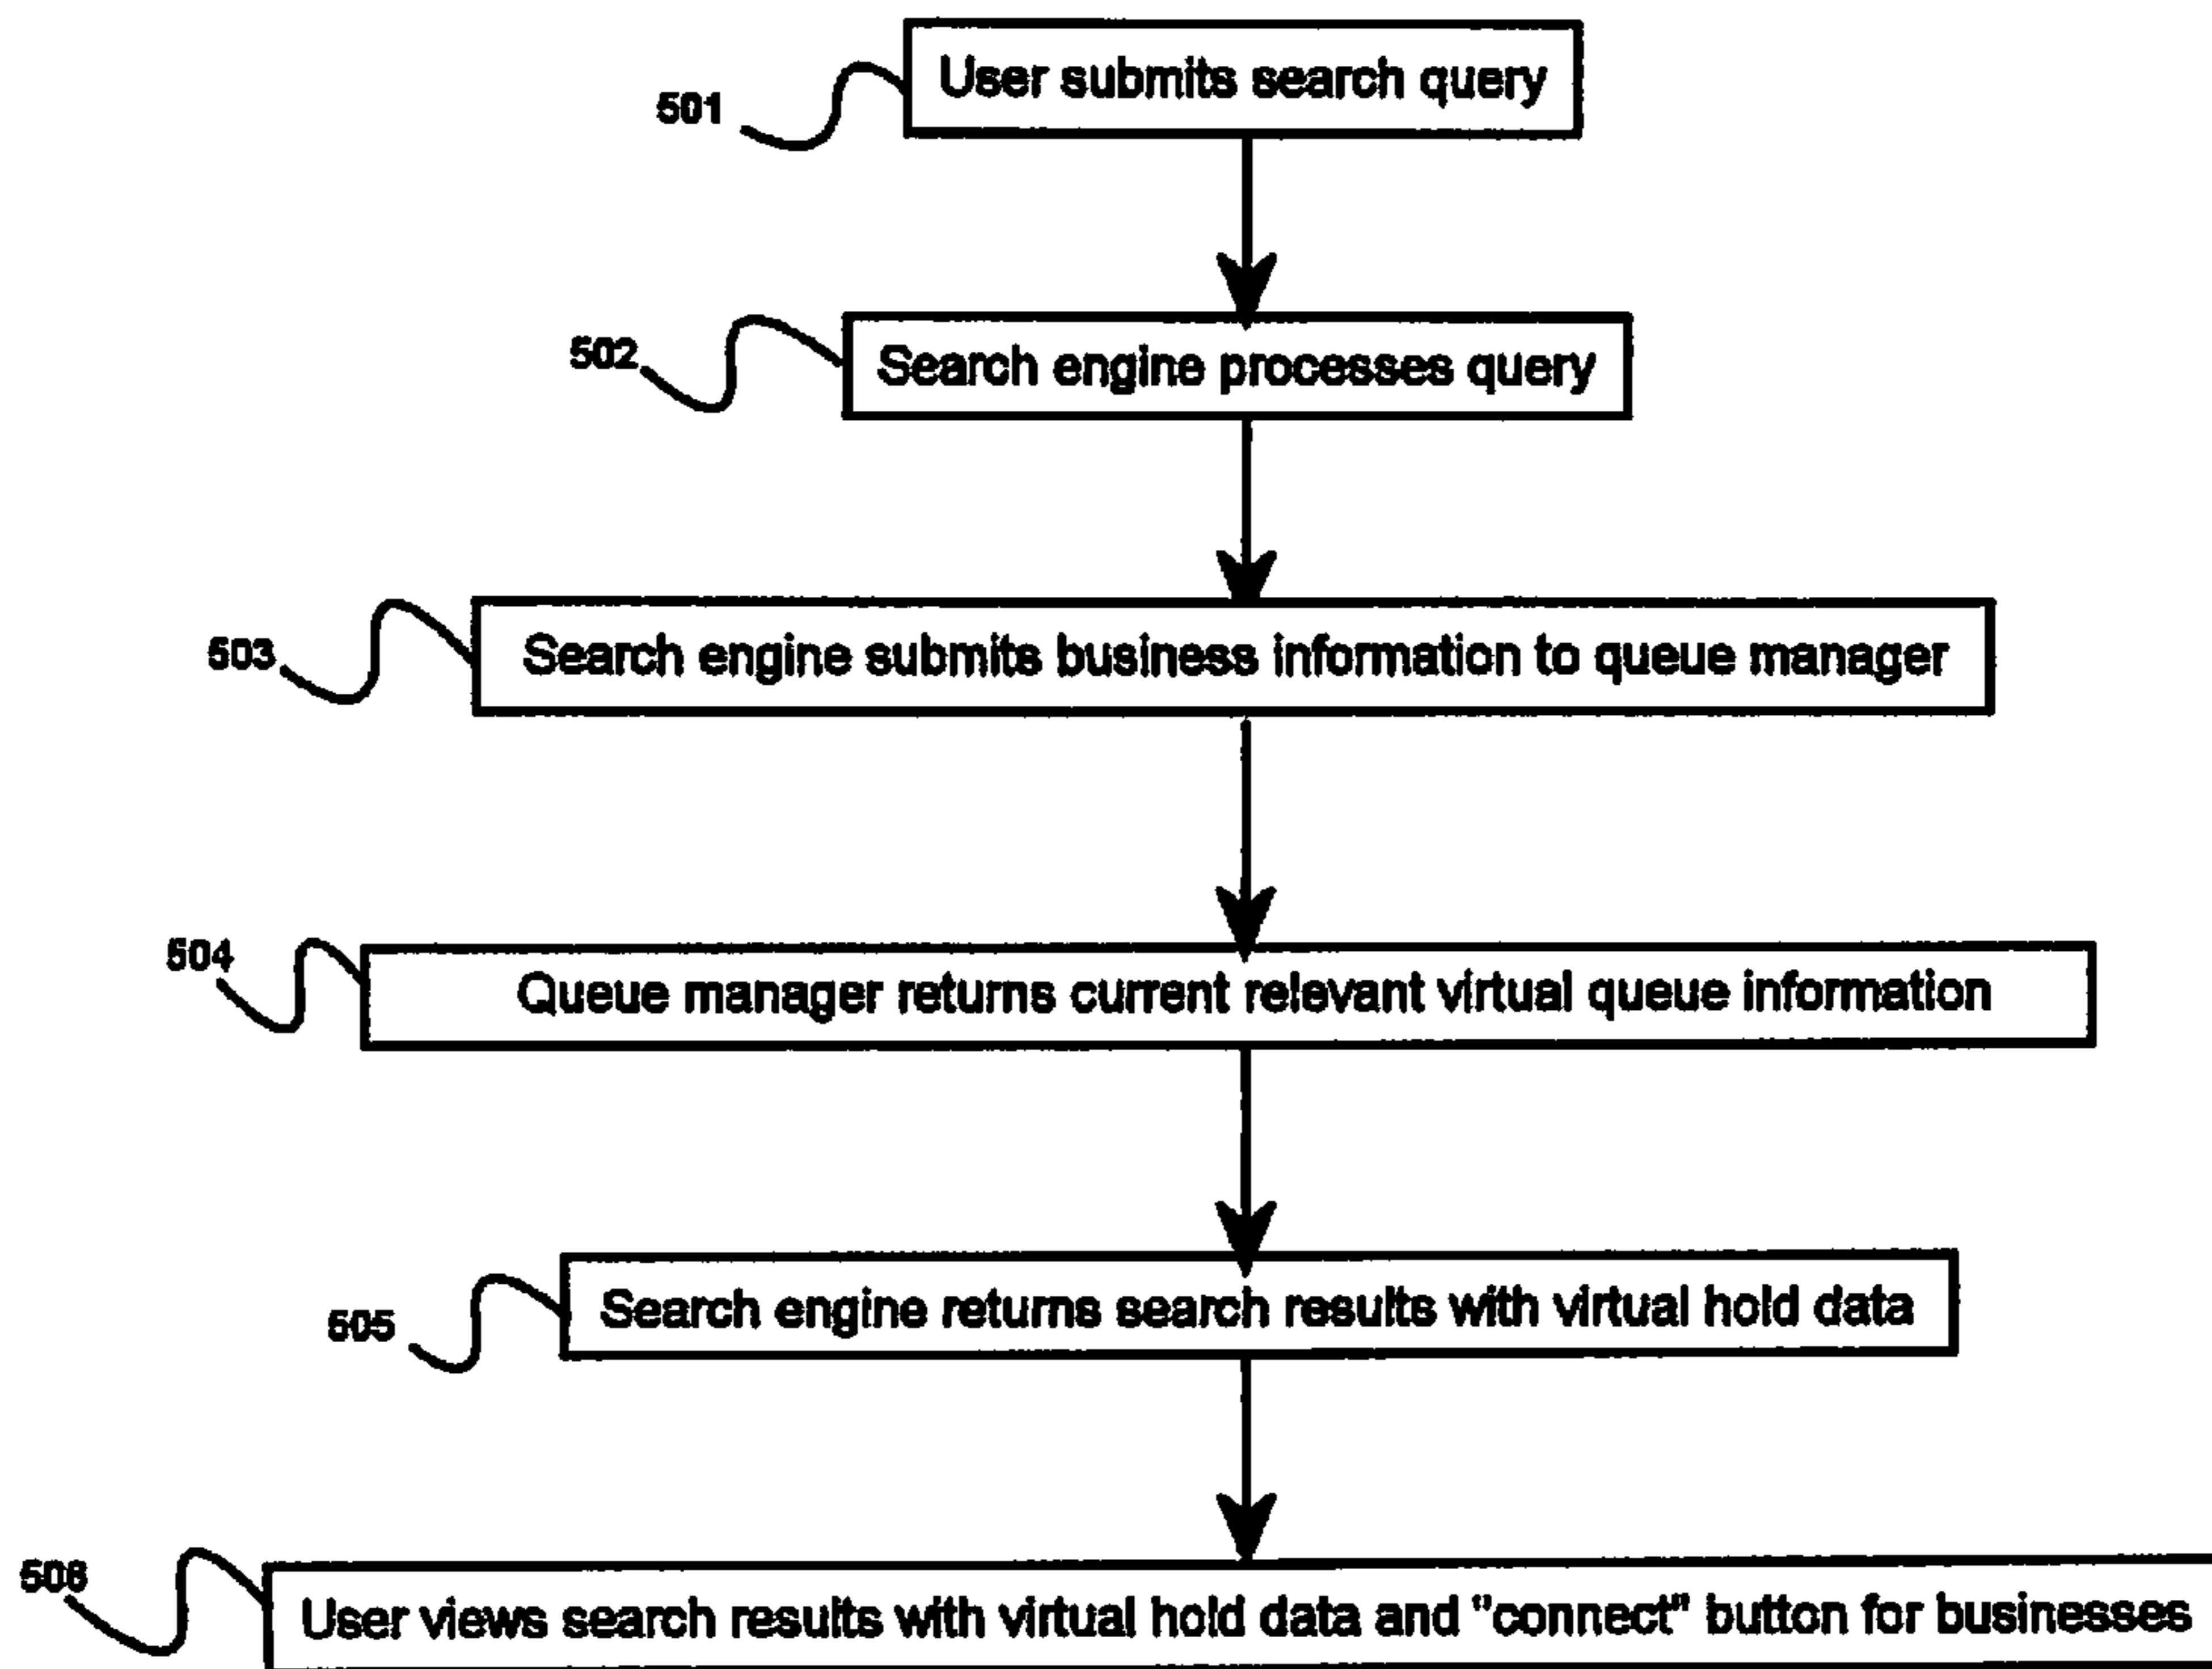 User submits search query
501
Search engine processes query
502
Search engine submits business information to queue manager
503
Queue manager returns current relevant virtual queue information
504
Search engine returns search results with virtual hold data
505
User views search results with virtual hold data and "connect" button for businesses
506